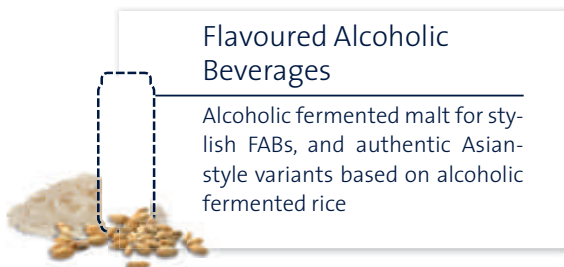 Flavoured Alcoholic
Beverages
Alcoholic fermented malt for sty-
lish FABs, and authentic Asian-
style variants based on alcoholic
fermented rice